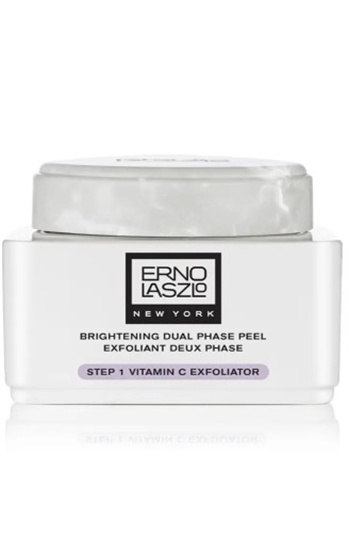 ERNO
LASZLO
NEW YORK
BRIGHTENING DUAL PHASE PEEL
EXFOLIANT DEUX PHASE
STEP 1 VITAMIN C EXFOLIATOR